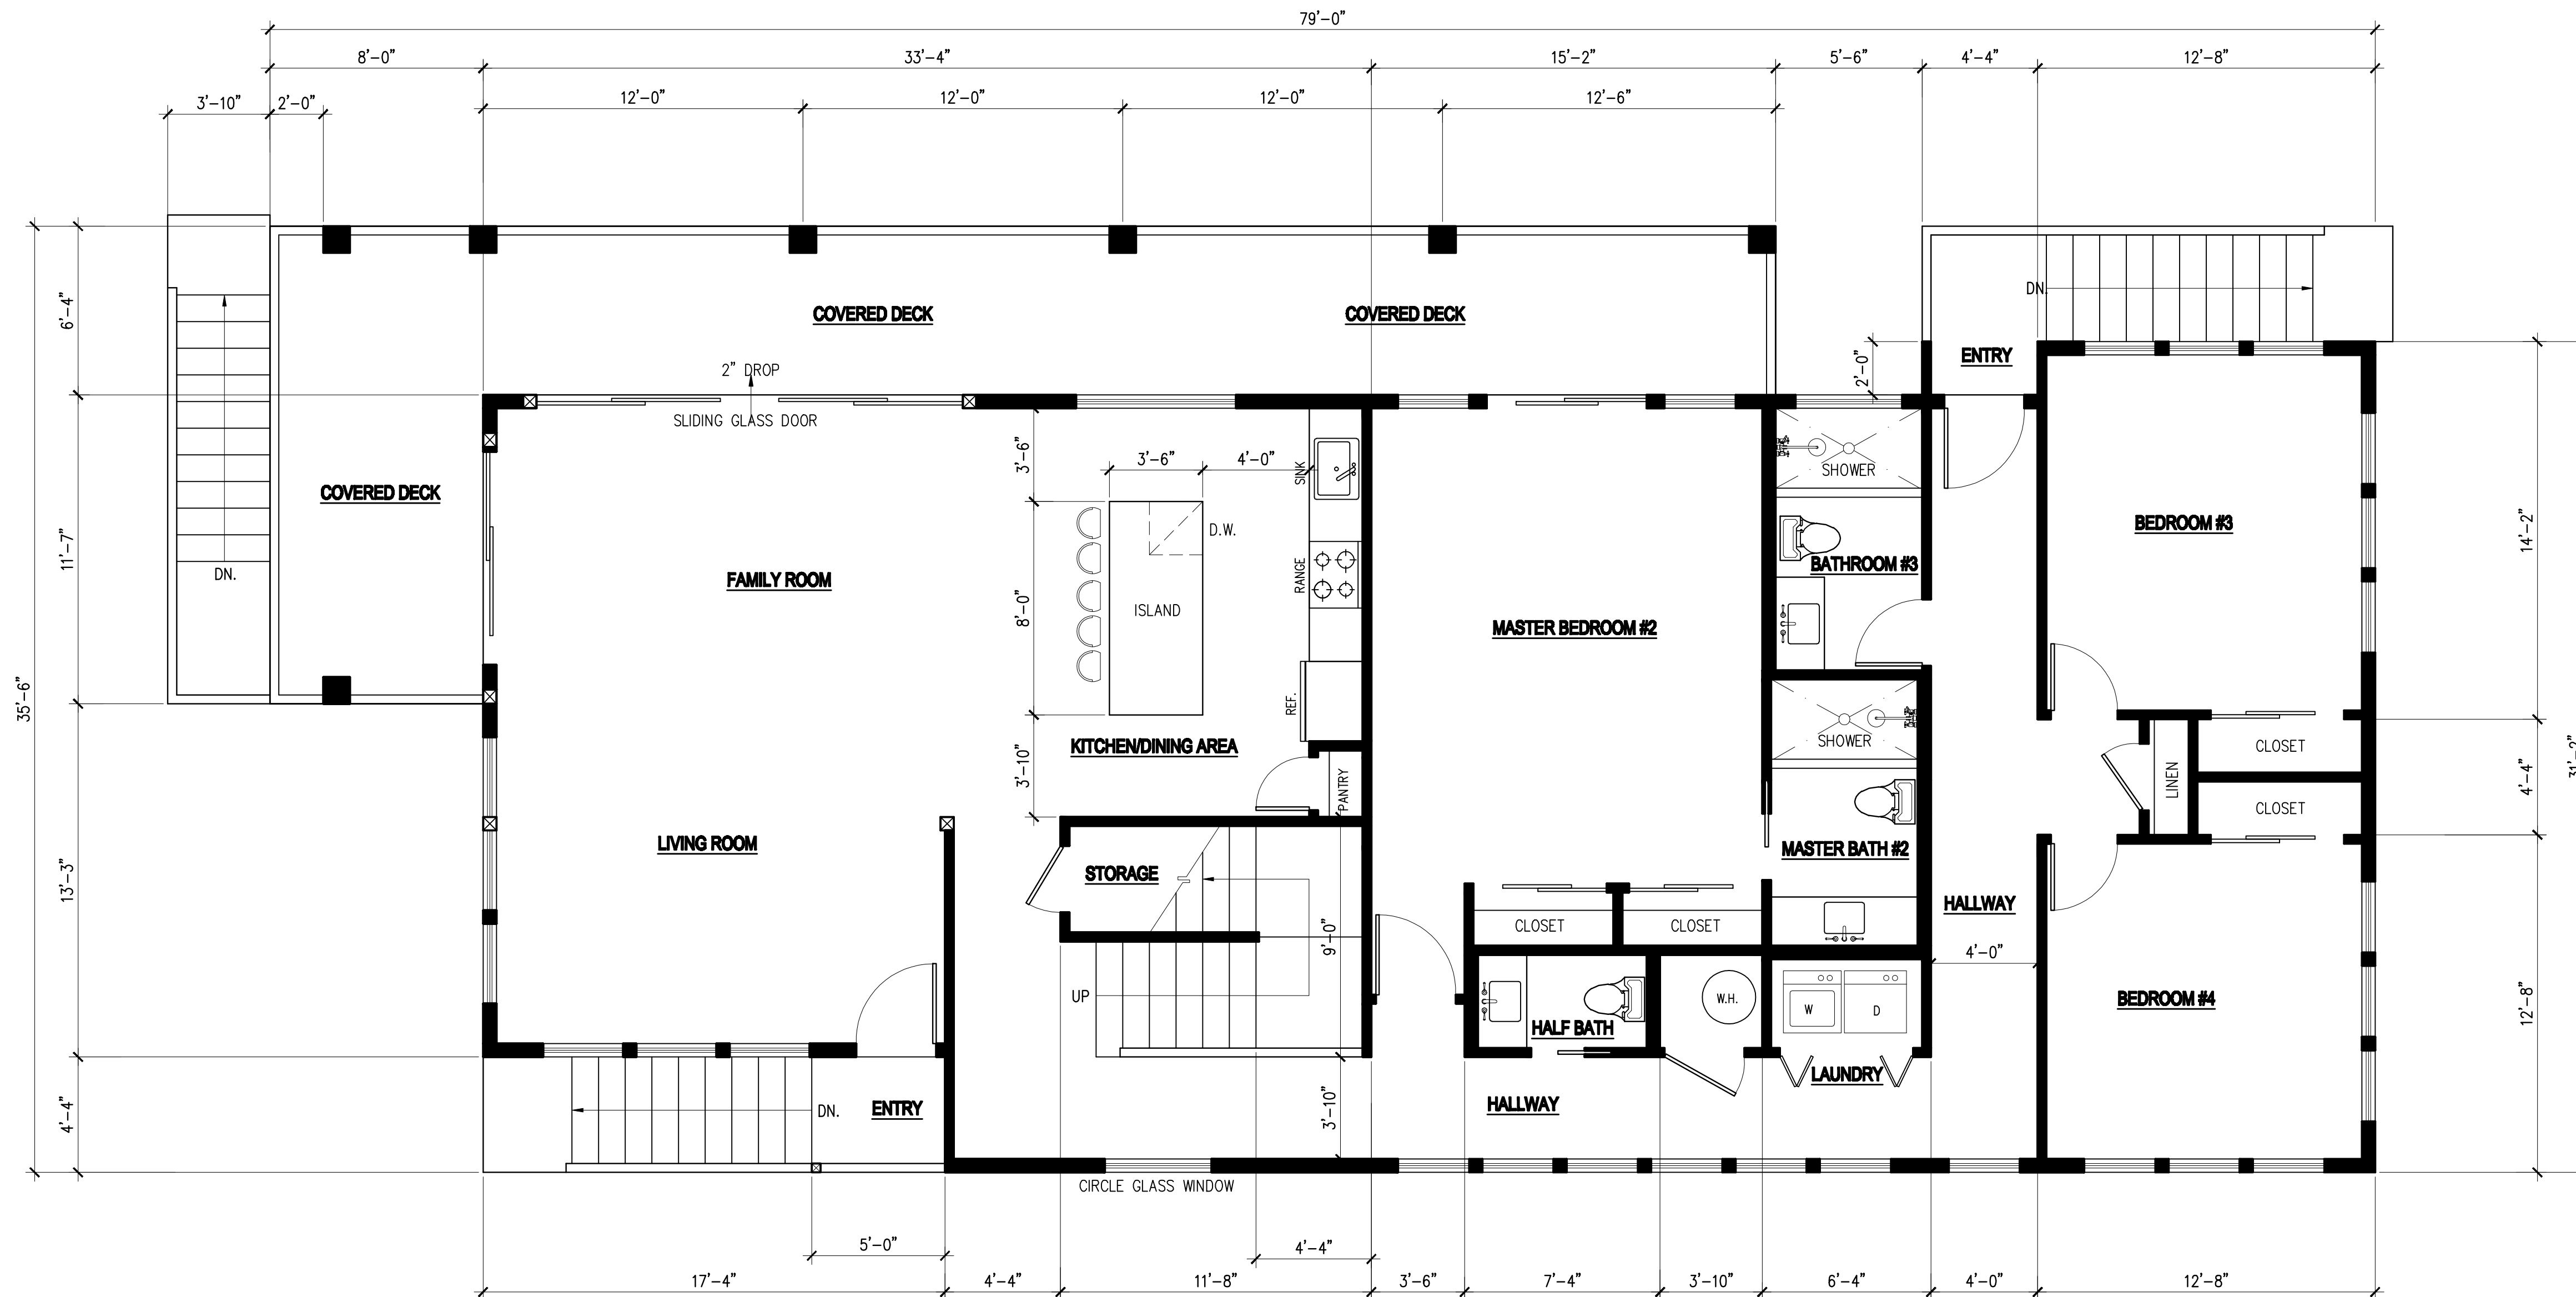 79'-0"
8'-0"
33'-4"
15'-2"
5'-6"
4'-4"
12'-8"
3'-10"
2'-0"
12'-0"
12'-0"
12'-0"
12'-6"
35'-6"
6'-4"
11'-7"
13'-3"
4'-4"
DN.
COVERED DECK
COVERED DECK
COVERED DECK
2" DROP
SLIDING GLASS DOOR
FAMILY ROOM
LIVING ROOM
3'-6"
3'-6"
4'-0"
8'-0"
3'-10"
D.W.
ISLAND
SINK
RANGE
REF.
PANTRY
KITCHEN/DINING AREA
STORAGE
UP
9'-0"
3'-10"
DN.
ENTRY
CIRCLE GLASS WINDOW
MASTER BEDROOM #2
CLOSET
CLOSET
HALF BATH
W.H.
W
D
LAUNDRY
HALLWAY
SHOWER
BATHROOM #3
SHOWER
MASTER BATH #2
2'-0"
ENTRY
DN.
HALLWAY
4'-0"
BEDROOM #3
CLOSET
LINEN
CLOSET
BEDROOM #4
14'-2"
4'-4"
12'-8"
31'-2"
5'-0"
4'-4"
17'-4"
4'-4"
11'-8"
3'-6"
7'-4"
3'-10"
6'-4"
4'-0"
12'-8"